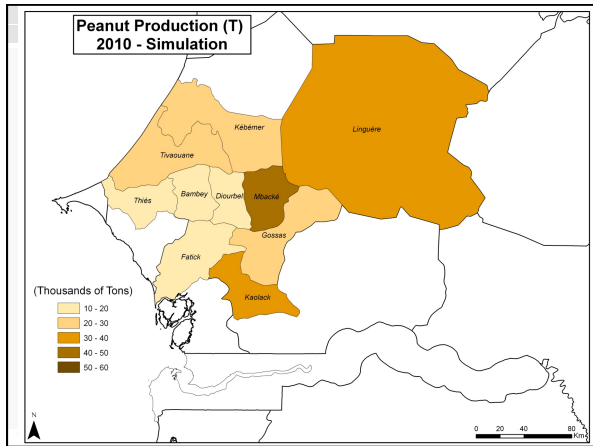 Peanut Production (T)
2010 - Simulation
Kébémer
Linguère
Tivaouane
Thiés
Bambey
Diourbel
Mbacké
Gossas
Fatick
Kaolack
(Thousands of Tons)
10 - 20
20 - 30
30 - 40
40 - 50
50 - 60
N
0 20 40 80
Km